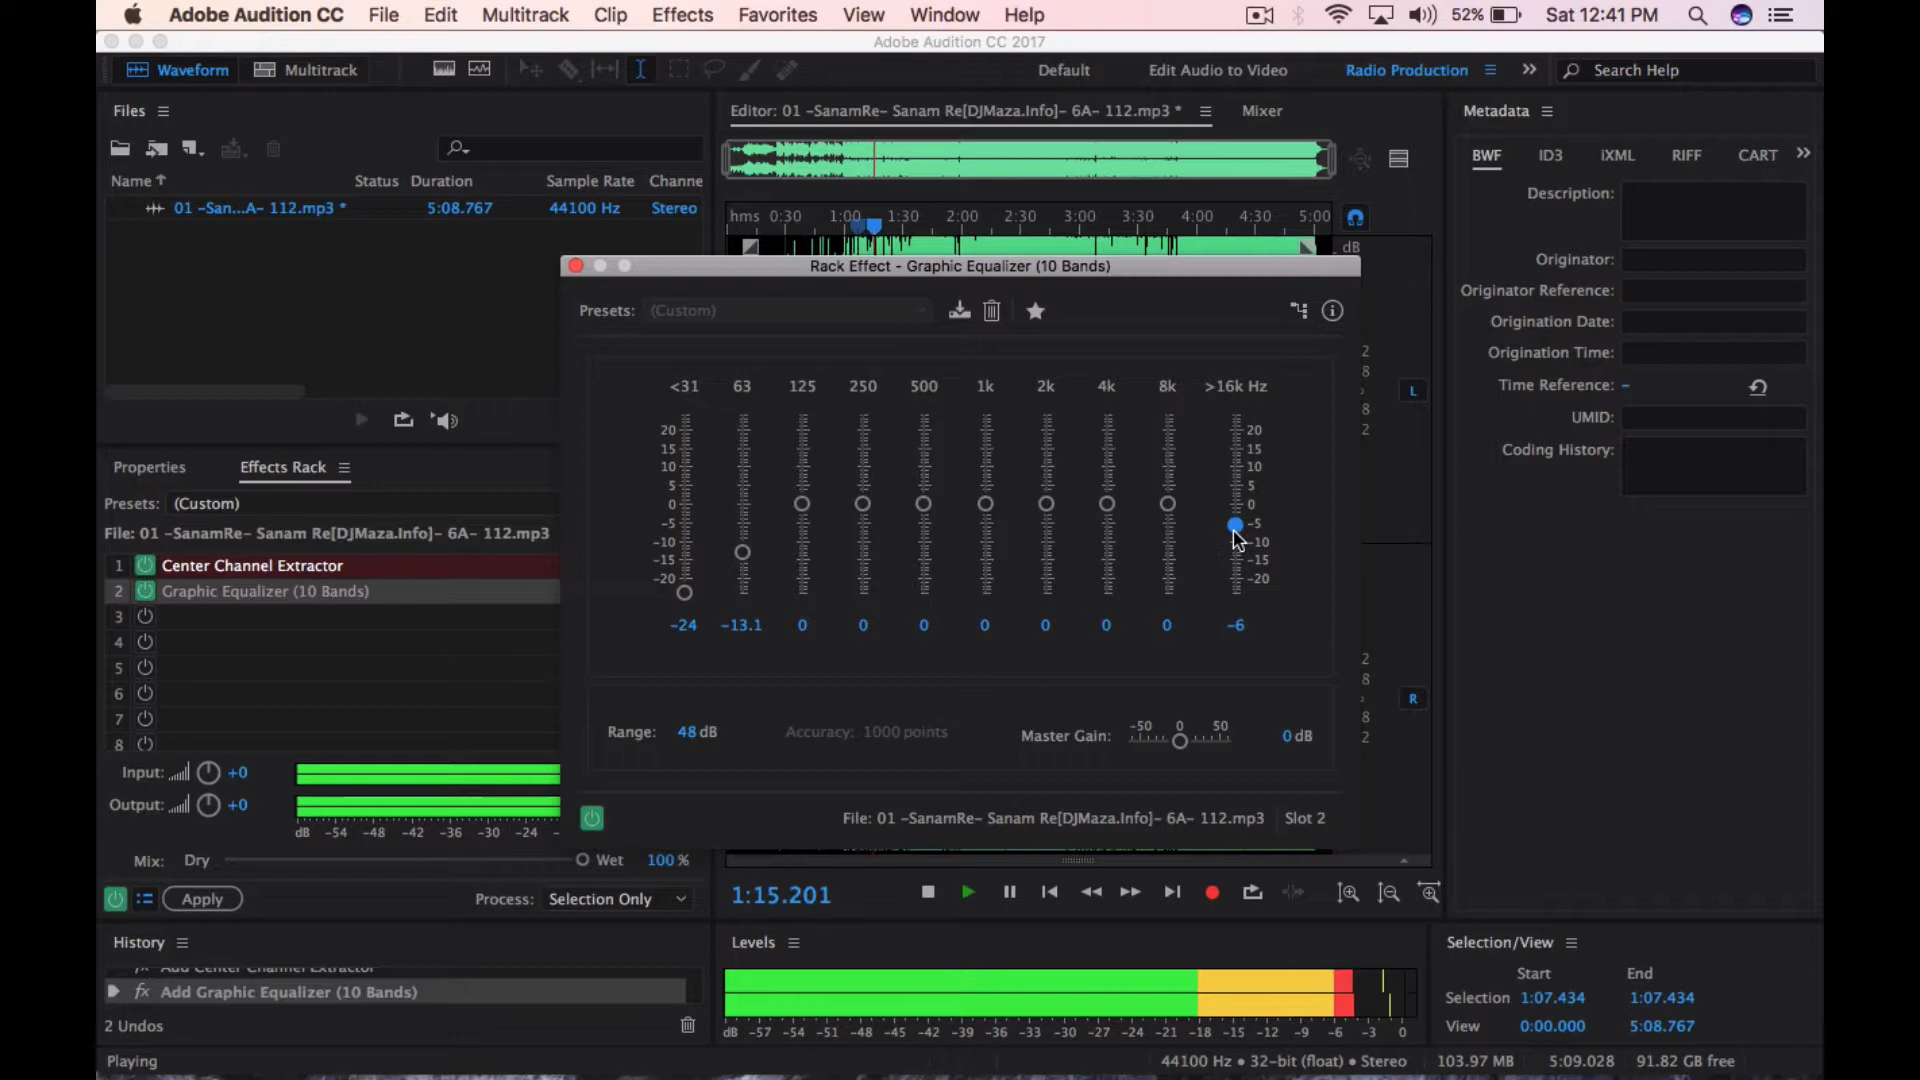 Adobe Audition CC File Edit Multitrack Clip Effects Favorites View Window Help 52% Sat 12:41 PM
Adobe Audition CC 2017
Waveform Multitrack Default Edit Audio to Video Radio Production Search Help
Files
Name Status Duration Sample Rate Channe
01 -San...A- 112.mp3 * 5:08.767 44100 Hz Stereo
Editor: 01 -SanamRe- Sanam Re[DJMaza.Info]- 6A- 112.mp3 * Mixer
hms 0:30 1:00 1:30 2:00 2:30 3:00 3:30 4:00 4:30 5:00
dB
Metadata
BWF ID3 iXML RIFF CART
Description:
Originator:
Originator Reference:
Origination Date:
Origination Time:
Time Reference: -
UMID:
Coding History:
Rack Effect - Graphic Equalizer (10 Bands)
Presets: (Custom)
<31 63 125 250 500 1k 2k 4k 8k >16k Hz
20 20
15 15
10 10
5 5
0 0
-5 -5
-10 -10
-15 -15
-20 -20
-24 -13.1 0 0 0 0 0 0 0 -6
Range: 48 dB Accuracy: 1000 points Master Gain: -50 0 50 0 dB
File: 01 -SanamRe- Sanam Re[DJMaza.Info]- 6A- 112.mp3 Slot 2
L
R
Properties Effects Rack
Presets: (Custom)
File: 01 -SanamRe- Sanam Re[DJMaza.Info]- 6A- 112.mp3
1 Center Channel Extractor
2 Graphic Equalizer (10 Bands)
3
4
5
6
7
8
Input: +0
Output: +0
dB -54 -48 -42 -36 -30 -24
Mix: Dry Wet 100 %
Apply Process: Selection Only
1:15.201
History
Add Center Channel Extractor
fx Add Graphic Equalizer (10 Bands)
2 Undos
Playing
Levels
dB -57 -54 -51 -48 -45 -42 -39 -36 -33 -30 -27 -24 -21 -18 -15 -12 -9 -6 -3 0
Selection/View
Start End
Selection 1:07.434 1:07.434
View 0:00.000 5:08.767
44100 Hz • 32-bit (float) • Stereo 103.97 MB 5:09.028 91.82 GB free